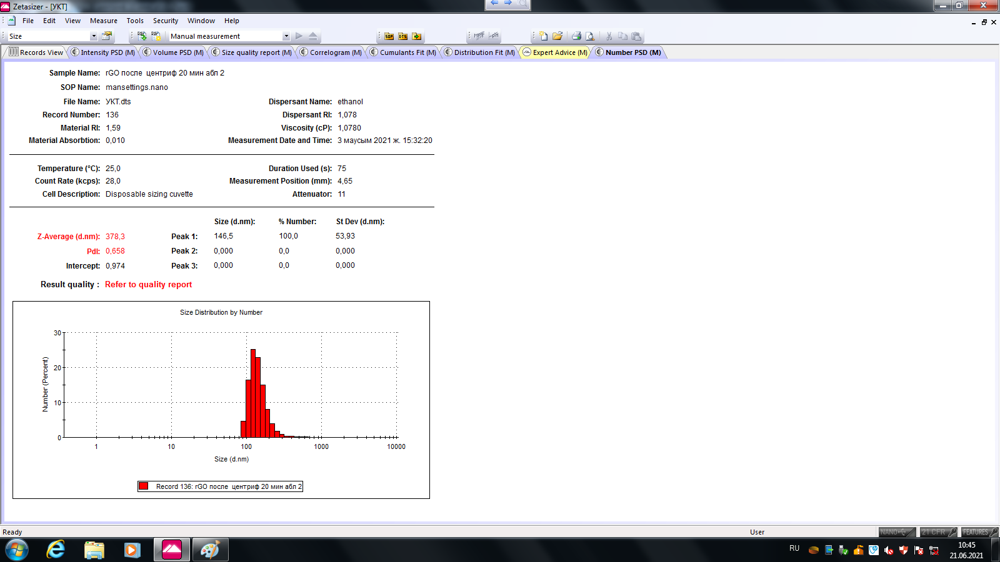 Zetasizer - [УКТ]
File Edit View Measure Tools Security Window Help
Size Manual measurement
Records View Intensity PSD (M) Volume PSD (M) Size quality report (M) Correlogram (M) Cumulants Fit (M) Distribution Fit (M) Expert Advice (M) Number PSD (M)
Sample Name: rGO после центриф 20 мин абл 2
SOP Name: mansettings.nano
File Name: УКТ.dts Dispersant Name: ethanol
Record Number: 136 Dispersant RI: 1,078
Material RI: 1,59 Viscosity (cP): 1,0780
Material Absorbtion: 0,010 Measurement Date and Time: 3 маусым 2021 ж. 15:32:20
Temperature (°C): 25,0 Duration Used (s): 75
Count Rate (kcps): 28,0 Measurement Position (mm): 4,65
Cell Description: Disposable sizing cuvette Attenuator: 11
Size (d.nm): % Number: St Dev (d.nm):
Z-Average (d.nm): 378,3 Peak 1: 146,5 100,0 53,93
PdI: 0,658 Peak 2: 0,000 0,0 0,000
Intercept: 0,974 Peak 3: 0,000 0,0 0,000
Result quality : Refer to quality report
Size Distribution by Number
Number (Percent)
30
20
10
0
1 10 100 1000 10000
Size (d.nm)
Record 136: rGO после центриф 20 мин абл 2
Ready User NANO 21 CFR FEATURES
RU 10:45
21.06.2021